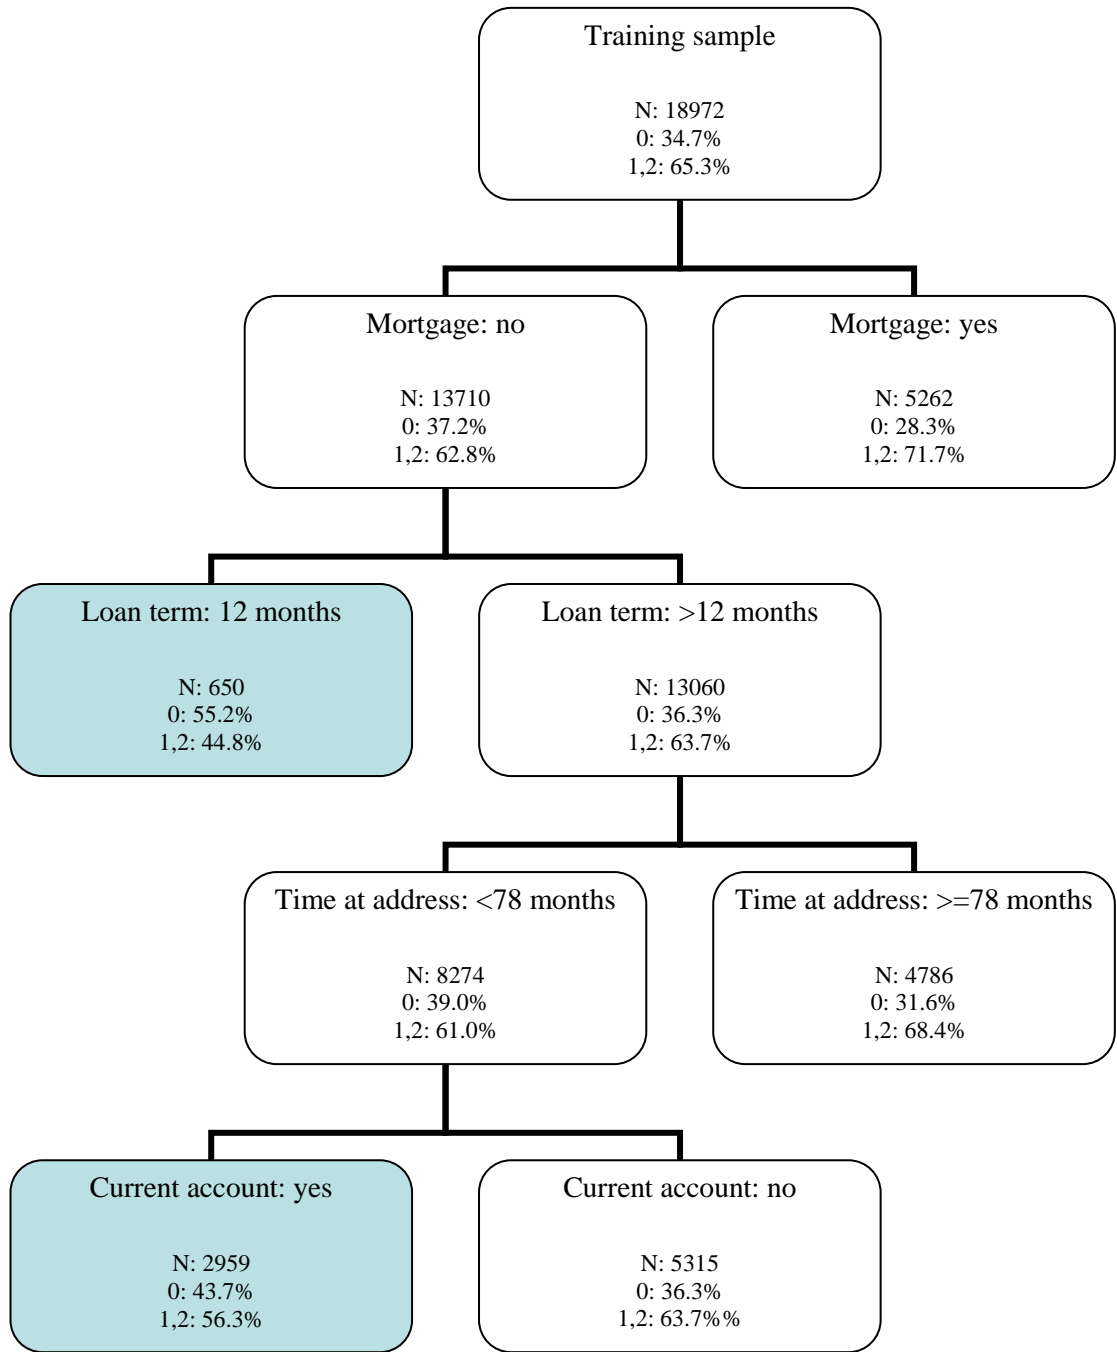 Training sample
N: 18972
0: 34.7%
1,2: 65.3%
Mortgage: no
N: 13710
0: 37.2%
1,2: 62.8%
Mortgage: yes
N: 5262
0: 28.3%
1,2: 71.7%
Loan term: 12 months
N: 650
0: 55.2%
1,2: 44.8%
Loan term: >12 months
N: 13060
0: 36.3%
1,2: 63.7%
Time at address: <78 months
N: 8274
0: 39.0%
1,2: 61.0%
Time at address: >=78 months
N: 4786
0: 31.6%
1,2: 68.4%
Current account: yes
N: 2959
0: 43.7%
1,2: 56.3%
Current account: no
N: 5315
0: 36.3%
1,2: 63.7%%